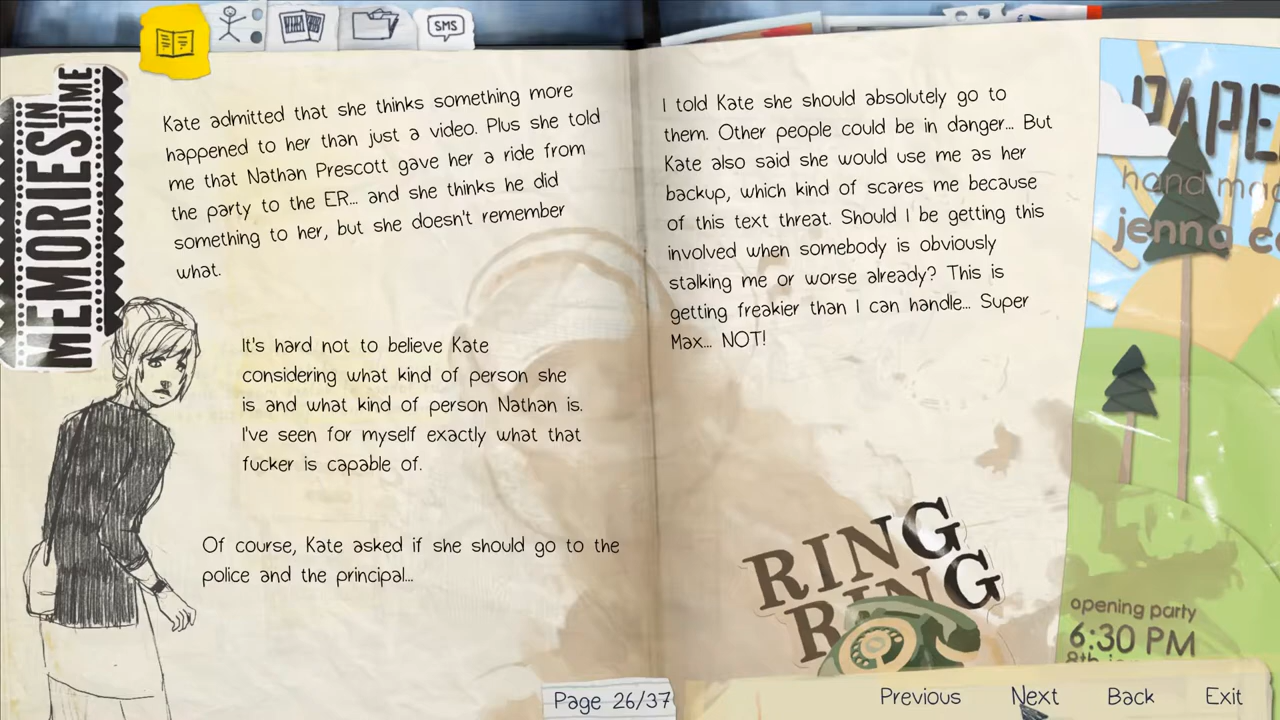 SMS
MEMORIES IN TIME
Kate admitted that she thinks something more
happened to her than just a video. Plus she told
me that Nathan Prescott gave her a ride from
the party to the ER... and she thinks he did
something to her, but she doesn't remember
what.
It's hard not to believe Kate
considering what kind of person she
is and what kind of person Nathan is.
I've seen for myself exactly what that
fucker is capable of.
Of course, Kate asked if she should go to the
police and the principal...
I told Kate she should absolutely go to
them. Other people could be in danger... But
Kate also said she would use me as her
backup, which kind of scares me because
of this text threat. Should I be getting this
involved when somebody is obviously
stalking me or worse already? This is
getting freakier than I can handle... Super
Max... NOT!
RING
RING
PAPE
hand mad
jenna
opening party
6:30 PM
8th
Page 26/37
Previous
Next
Back
Exit